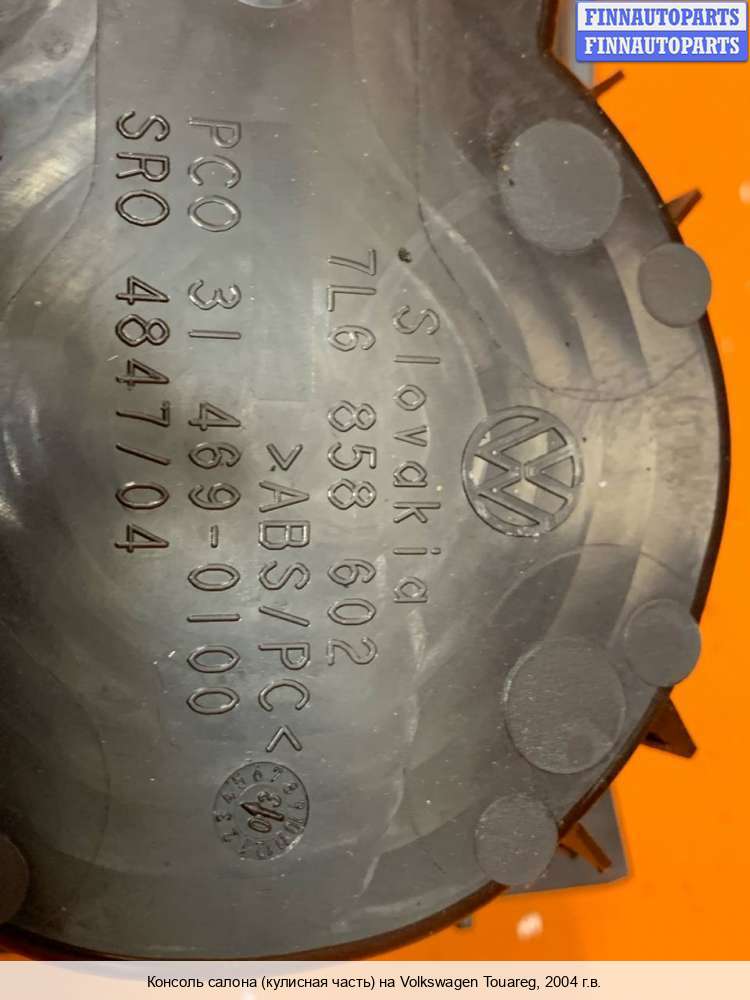 FINNAUTOPARTS
FINNAUTOPARTS
Slovakia
7L6 858 602
>ABS/PC<
PCO 31 469-0100
SRO 4847/04
Консоль салона (кулисная часть) на Volkswagen Touareg, 2004 г.в.